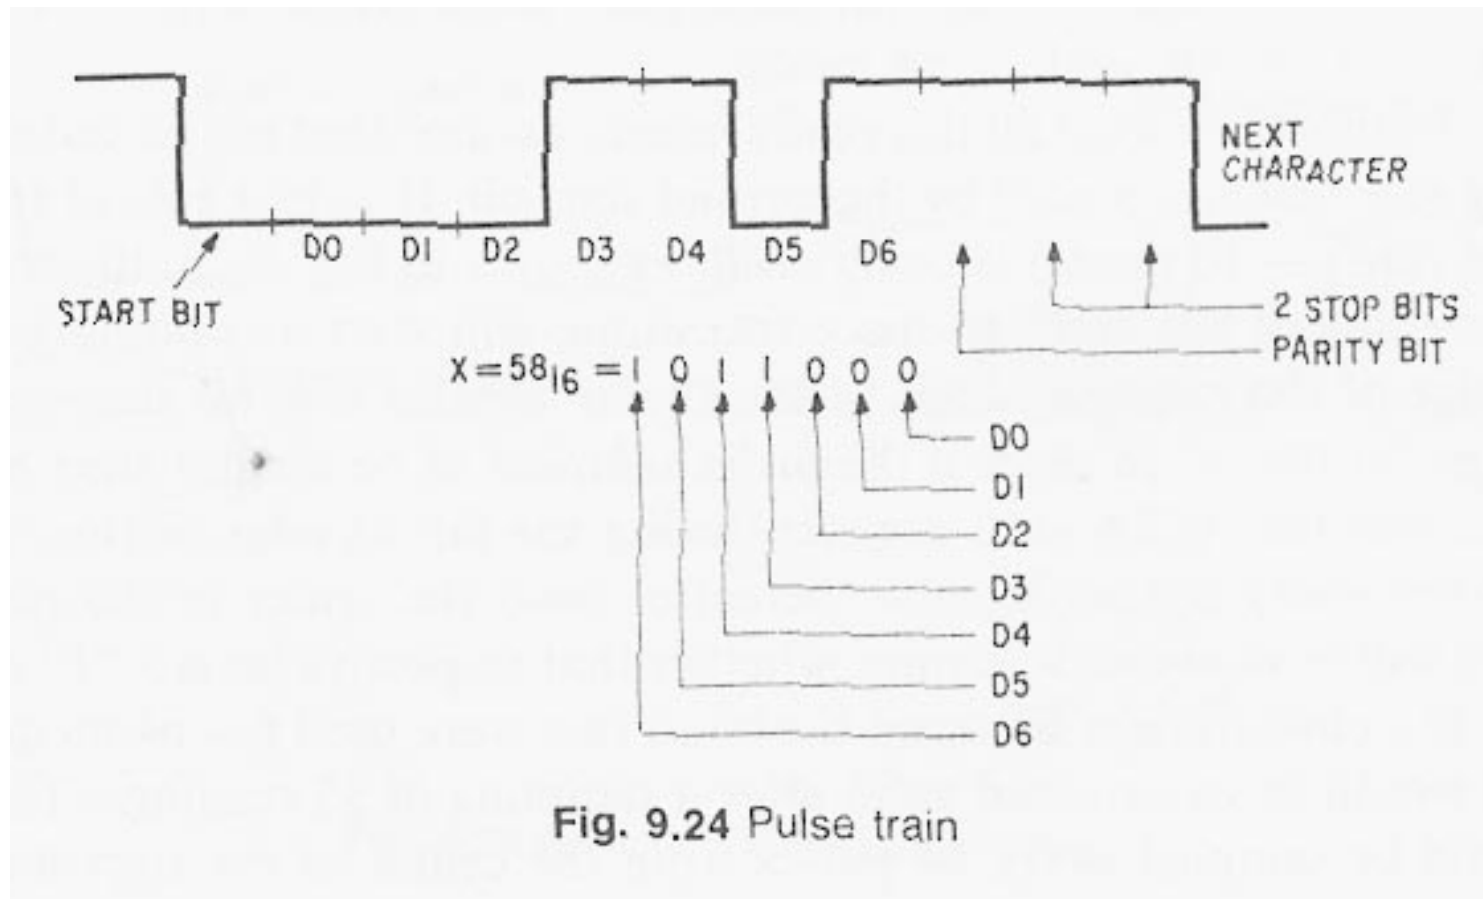 NEXT
CHARACTER
D0 D1 D2 D3 D4 D5 D6
START BIT
2 STOP BITS
PARITY BIT
X=58₁₆ =1 0 1 1 0 0 0
D0
D1
D2
D3
D4
D5
D6
Fig. 9.24 Pulse train